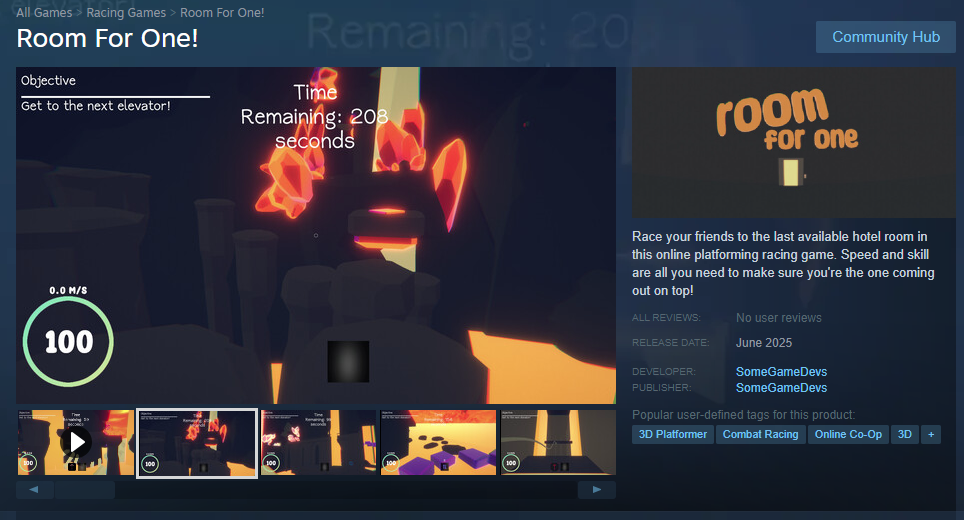 All Games > Racing Games > Room For One!
Room For One!
Community Hub
Objective
Get to the next elevator!
Time
Remaining: 208
seconds
0.0 M/S
100
room
for one
Race your friends to the last available hotel room in
this online platforming racing game. Speed and skill
are all you need to make sure you're the one coming
out on top!
ALL REVIEWS: No user reviews
RELEASE DATE: June 2025
DEVELOPER: SomeGameDevs
PUBLISHER: SomeGameDevs
Popular user-defined tags for this product:
3D Platformer Combat Racing Online Co-Op 3D +